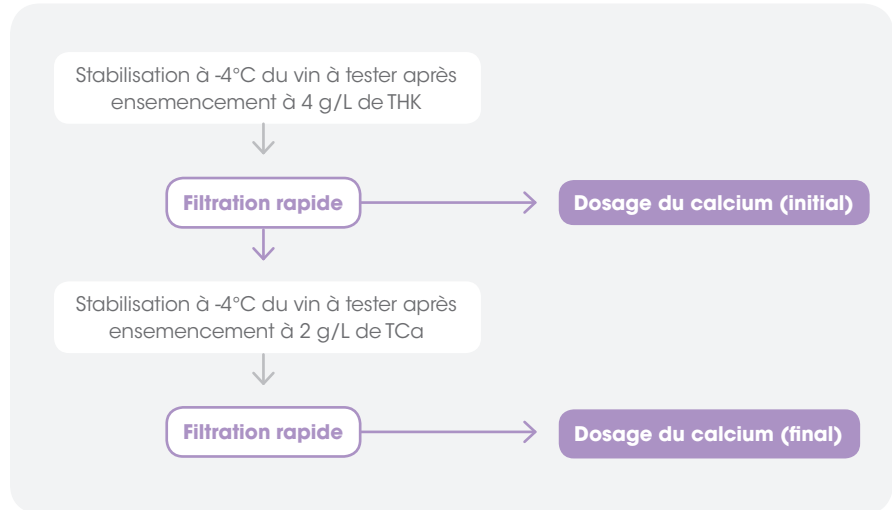 Stabilisation à -4°C du vin à tester après
ensemencement à 4 g/L de THK
Filtration rapide
Dosage du calcium (initial)
Stabilisation à -4°C du vin à tester après
ensemencement à 2 g/L de TCa
Filtration rapide
Dosage du calcium (final)